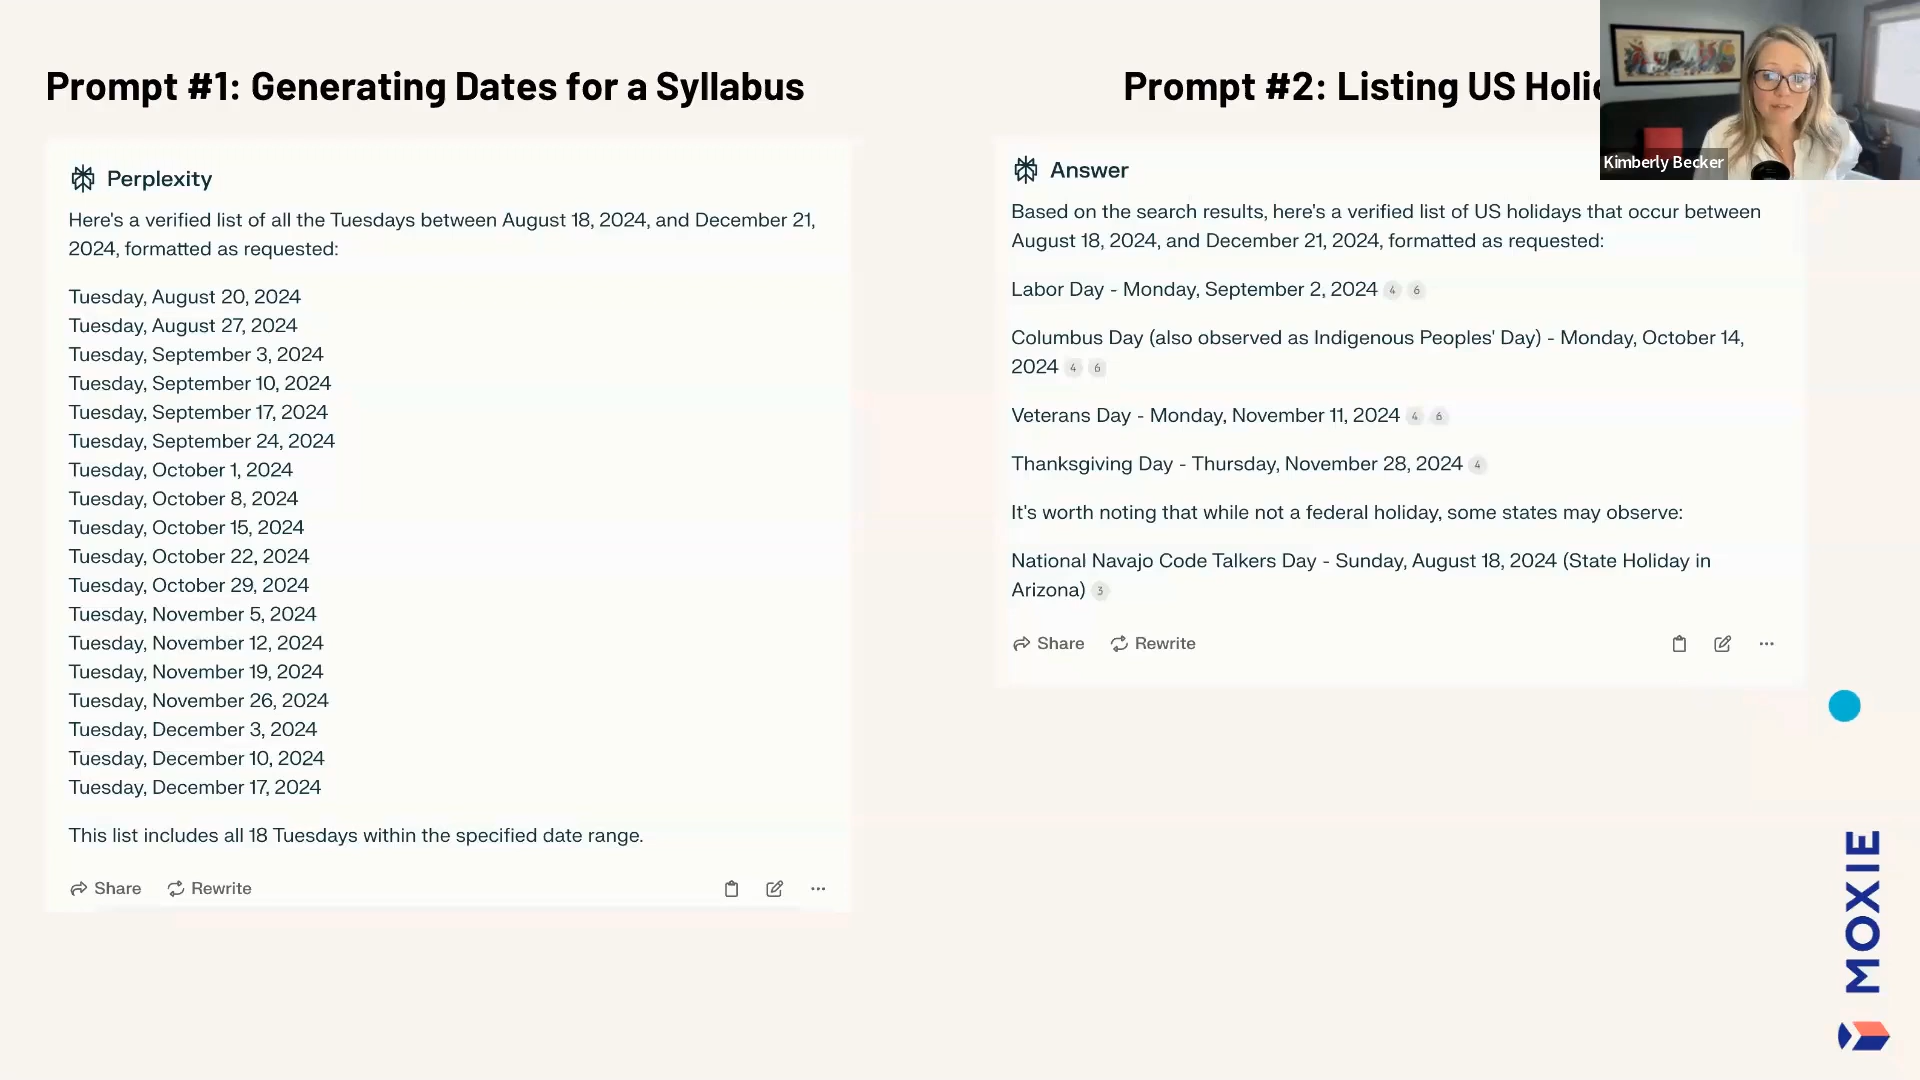 Prompt #1: Generating Dates for a Syllabus
Perplexity
Here's a verified list of all the Tuesdays between August 18, 2024, and December 21,
2024, formatted as requested:
Tuesday, August 20, 2024
Tuesday, August 27, 2024
Tuesday, September 3, 2024
Tuesday, September 10, 2024
Tuesday, September 17, 2024
Tuesday, September 24, 2024
Tuesday, October 1, 2024
Tuesday, October 8, 2024
Tuesday, October 15, 2024
Tuesday, October 22, 2024
Tuesday, October 29, 2024
Tuesday, November 5, 2024
Tuesday, November 12, 2024
Tuesday, November 19, 2024
Tuesday, November 26, 2024
Tuesday, December 3, 2024
Tuesday, December 10, 2024
Tuesday, December 17, 2024
This list includes all 18 Tuesdays within the specified date range.
Share Rewrite
Prompt #2: Listing US
Kimberly Becker
Answer
Based on the search results, here's a verified list of US holidays that occur between
August 18, 2024, and December 21, 2024, formatted as requested:
Labor Day - Monday, September 2, 2024 4 6
Columbus Day (also observed as Indigenous Peoples' Day) - Monday, October 14,
2024 4 6
Veterans Day - Monday, November 11, 2024 4 6
Thanksgiving Day - Thursday, November 28, 2024 4
It's worth noting that while not a federal holiday, some states may observe:
National Navajo Code Talkers Day - Sunday, August 18, 2024 (State Holiday in
Arizona) 3
Share Rewrite
MOXIE